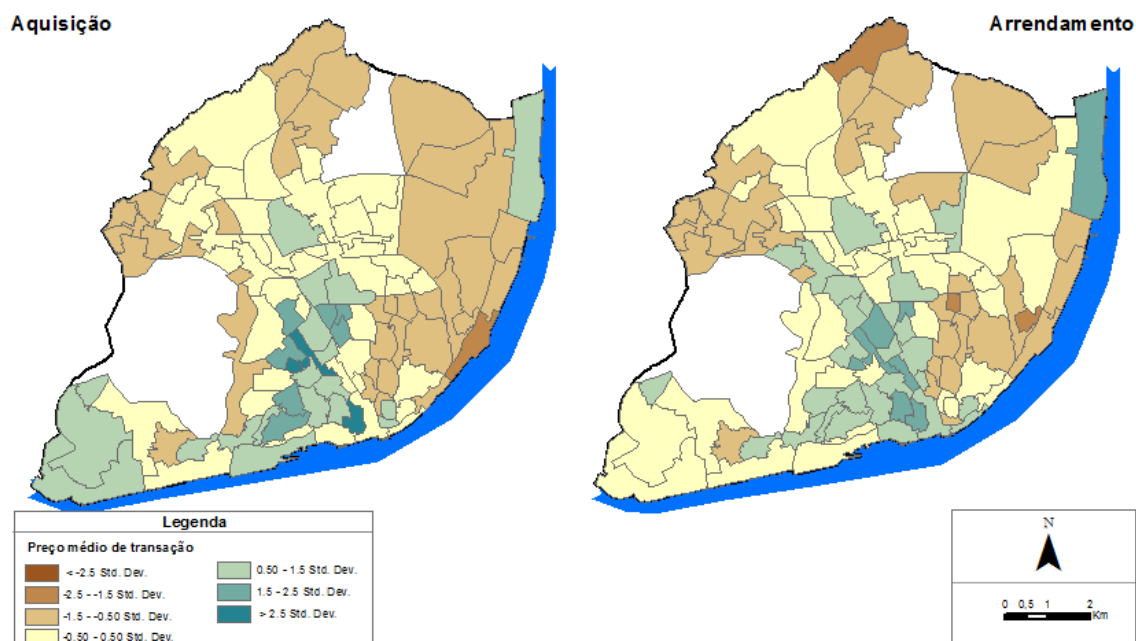 Aquisição
Arrendamento
Legenda
Preço médio de transação
< -2.5 Std. Dev.
-2.5 - -1.5 Std. Dev.
-1.5 - -0.50 Std. Dev.
-0.50 - 0.50 Std. Dev.
0.50 - 1.5 Std. Dev.
1.5 - 2.5 Std. Dev.
> 2.5 Std. Dev.
N
0 0,5 1 2
Km